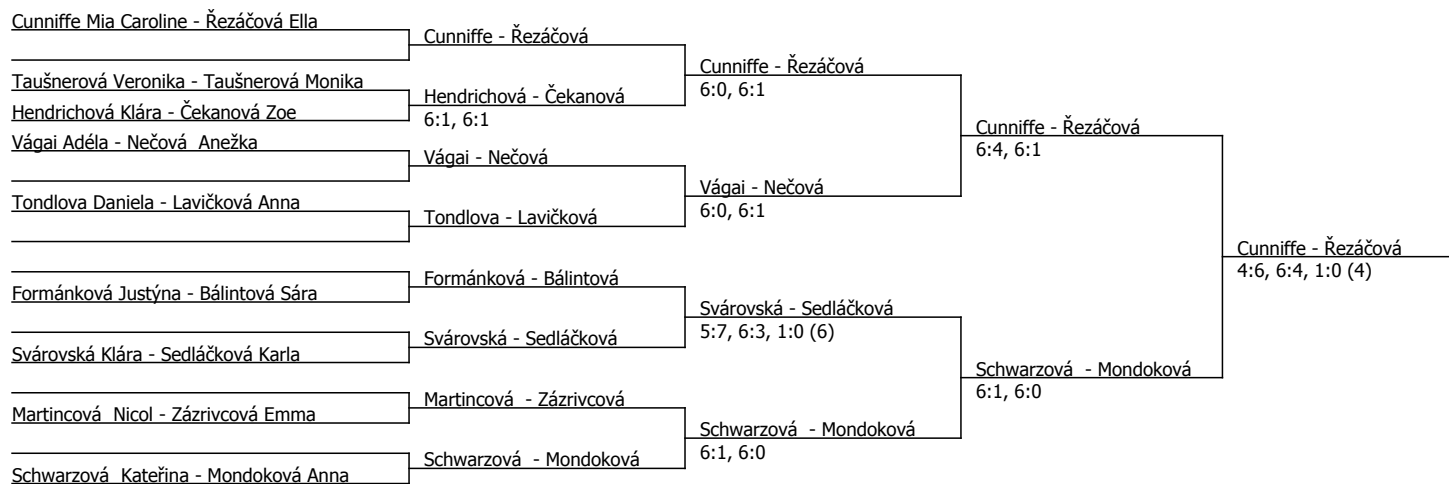 Cunniffe Mia Caroline - Řezáčová Ella
Taušnerová Veronika - Taušnerová Monika
Hendrichová Klára - Čekanová Zoe
Vágai Adéla - Nečová  Anežka
Tondlova Daniela - Lavičková Anna
Formánková Justýna - Bálintová Sára
Svárovská Klára - Sedláčková Karla
Martincová  Nicol - Zázrivcová Emma
Schwarzová  Kateřina - Mondoková Anna
Cunniffe - Řezáčová
Hendrichová - Čekanová
6:1, 6:1
Vágai - Nečová
Tondlova - Lavičková
Formánková - Bálintová
Svárovská - Sedláčková
Martincová  - Zázrivcová
Schwarzová  - Mondoková
Cunniffe - Řezáčová
6:0, 6:1
Vágai - Nečová
6:0, 6:1
Svárovská - Sedláčková
5:7, 6:3, 1:0 (6)
Schwarzová  - Mondoková
6:1, 6:0
Cunniffe - Řezáčová
6:4, 6:1
Schwarzová  - Mondoková
6:1, 6:0
Cunniffe - Řezáčová
4:6, 6:4, 1:0 (4)